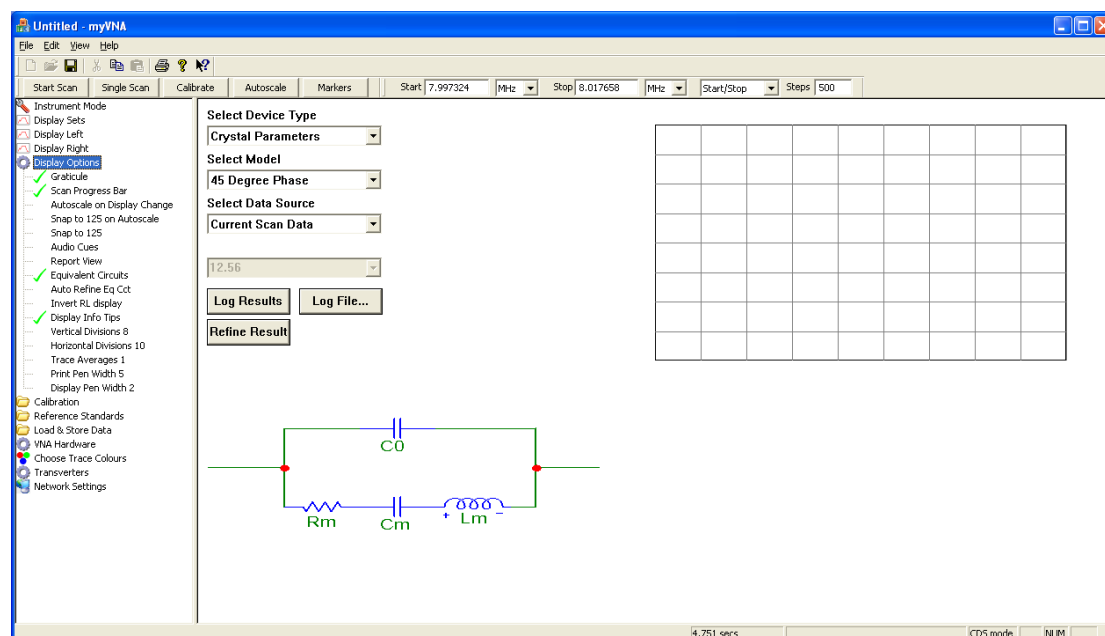 Untitled - myVNA
File Edit View Help
Start Scan Single Scan Calibrate Autoscale Markers Start 7.997324 MHz Stop 8.017658 MHz Start/Stop Steps 500
Instrument Mode
Display Sets
Display Left
Display Right
Display Options
Graticule
Scan Progress Bar
Autoscale on Display Change
Snap to 125 on Autoscale
Snap to 125
Audio Cues
Report View
Equivalent Circuits
Auto Refine Eq Cct
Invert RL display
Display Info Tips
Vertical Divisions 8
Horizontal Divisions 10
Trace Averages 1
Print Pen Width 5
Display Pen Width 2
Calibration
Reference Standards
Load & Store Data
VNA Hardware
Choose Trace Colours
Transverters
Network Settings
Select Device Type
Crystal Parameters
Select Model
45 Degree Phase
Select Data Source
Current Scan Data
12.56
Log Results Log File...
Refine Result
C0
Rm Cm + Lm -
4.751 secs CDS mode NUM